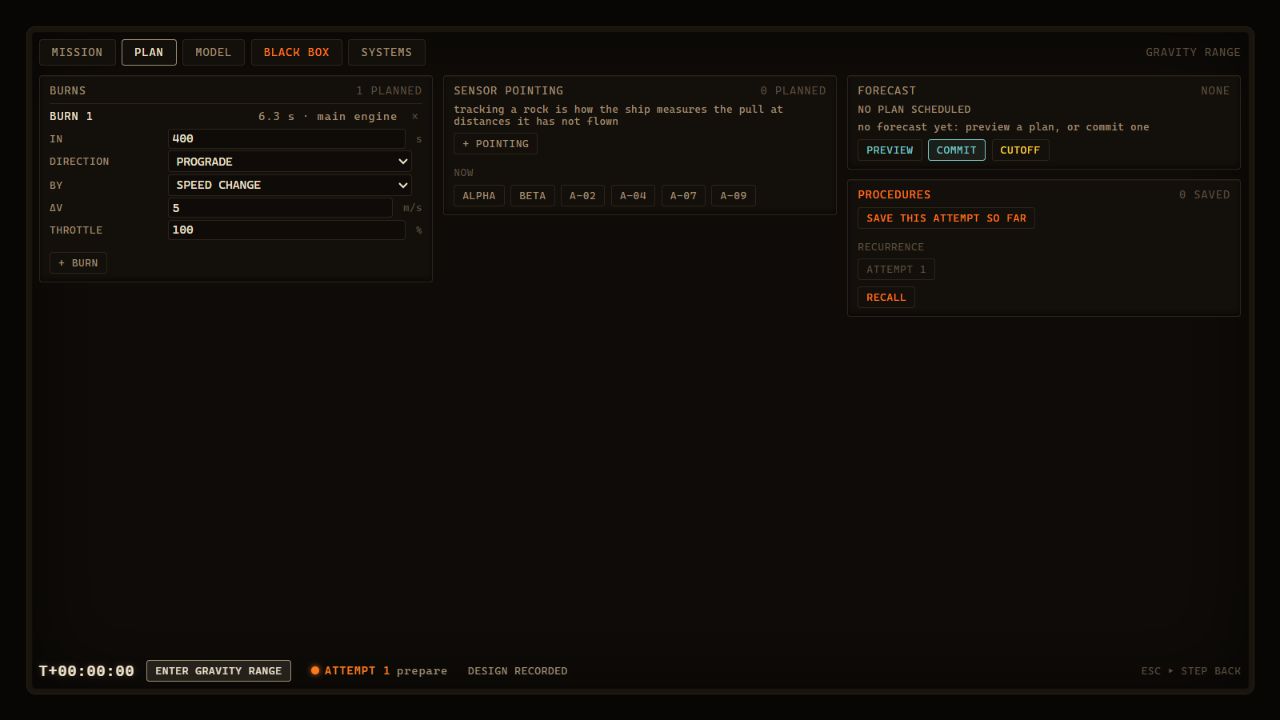 MISSION PLAN MODEL BLACK BOX SYSTEMS GRAVITY RANGE
BURNS 1 PLANNED
BURN 1 6.3 s · main engine ×
IN 400 s
DIRECTION PROGRADE
BY SPEED CHANGE
ΔV 5 m/s
THROTTLE 100 %
+ BURN
SENSOR POINTING 0 PLANNED
tracking a rock is how the ship measures the pull at
distances it has not flown
+ POINTING
NOW
ALPHA BETA A-02 A-04 A-07 A-09
FORECAST NONE
NO PLAN SCHEDULED
no forecast yet: preview a plan, or commit one
PREVIEW COMMIT CUTOFF
PROCEDURES 0 SAVED
SAVE THIS ATTEMPT SO FAR
RECURRENCE
ATTEMPT 1
RECALL
T+00:00:00 ENTER GRAVITY RANGE ATTEMPT 1 prepare DESIGN RECORDED ESC ▸ STEP BACK